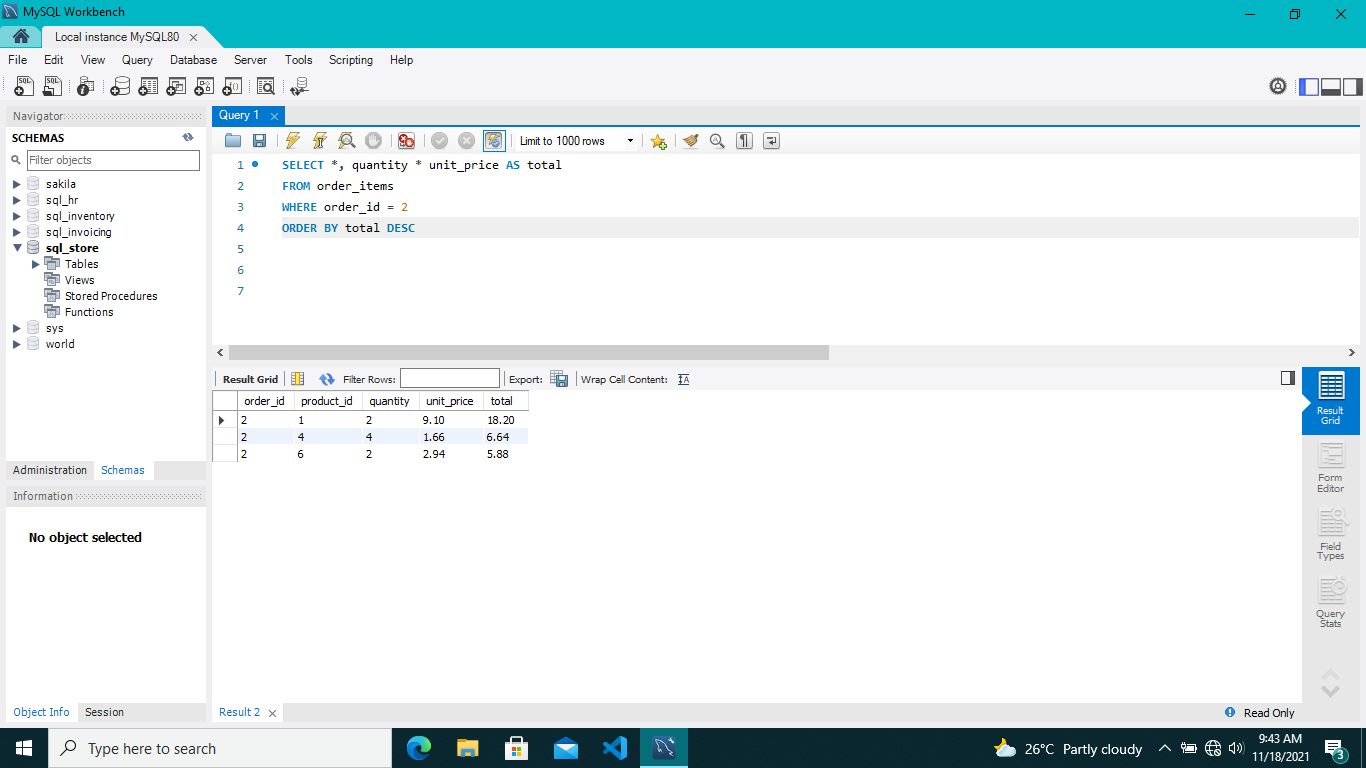 MySQL Workbench
Local instance MySQL80
File Edit View Query Database Server Tools Scripting Help
Navigator
SCHEMAS
Filter objects
sakila
sql_hr
sql_inventory
sql_invoicing
sql_store
Tables
Views
Stored Procedures
Functions
sys
world
Administration Schemas
Information
No object selected
Object Info Session
Query 1
Limit to 1000 rows
1 SELECT *, quantity * unit_price AS total
2 FROM order_items
3 WHERE order_id = 2
4 ORDER BY total DESC
5
6
7
Result Grid Filter Rows: Export: Wrap Cell Content:
order_id product_id quantity unit_price total
2 1 2 9.10 18.20
2 4 4 1.66 6.64
2 6 2 2.94 5.88
Result
Grid
Form
Editor
Field
Types
Query
Stats
Result 2
Read Only
Type here to search
26°C Partly cloudy
9:43 AM
11/18/2021
3